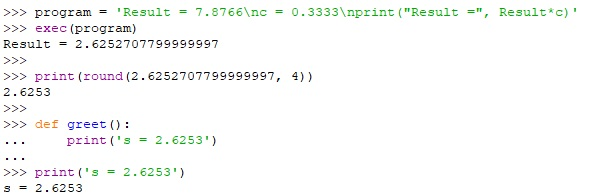 >>> program = 'Result = 7.8766\nc = 0.3333\nprint("Result =", Result*c)'
>>> exec(program)
Result = 2.6252707799999997
>>>
>>> print(round(2.6252707799999997, 4))
2.6253
>>>
>>> def greet():
...     print('s = 2.6253')
...
>>> print('s = 2.6253')
s = 2.6253